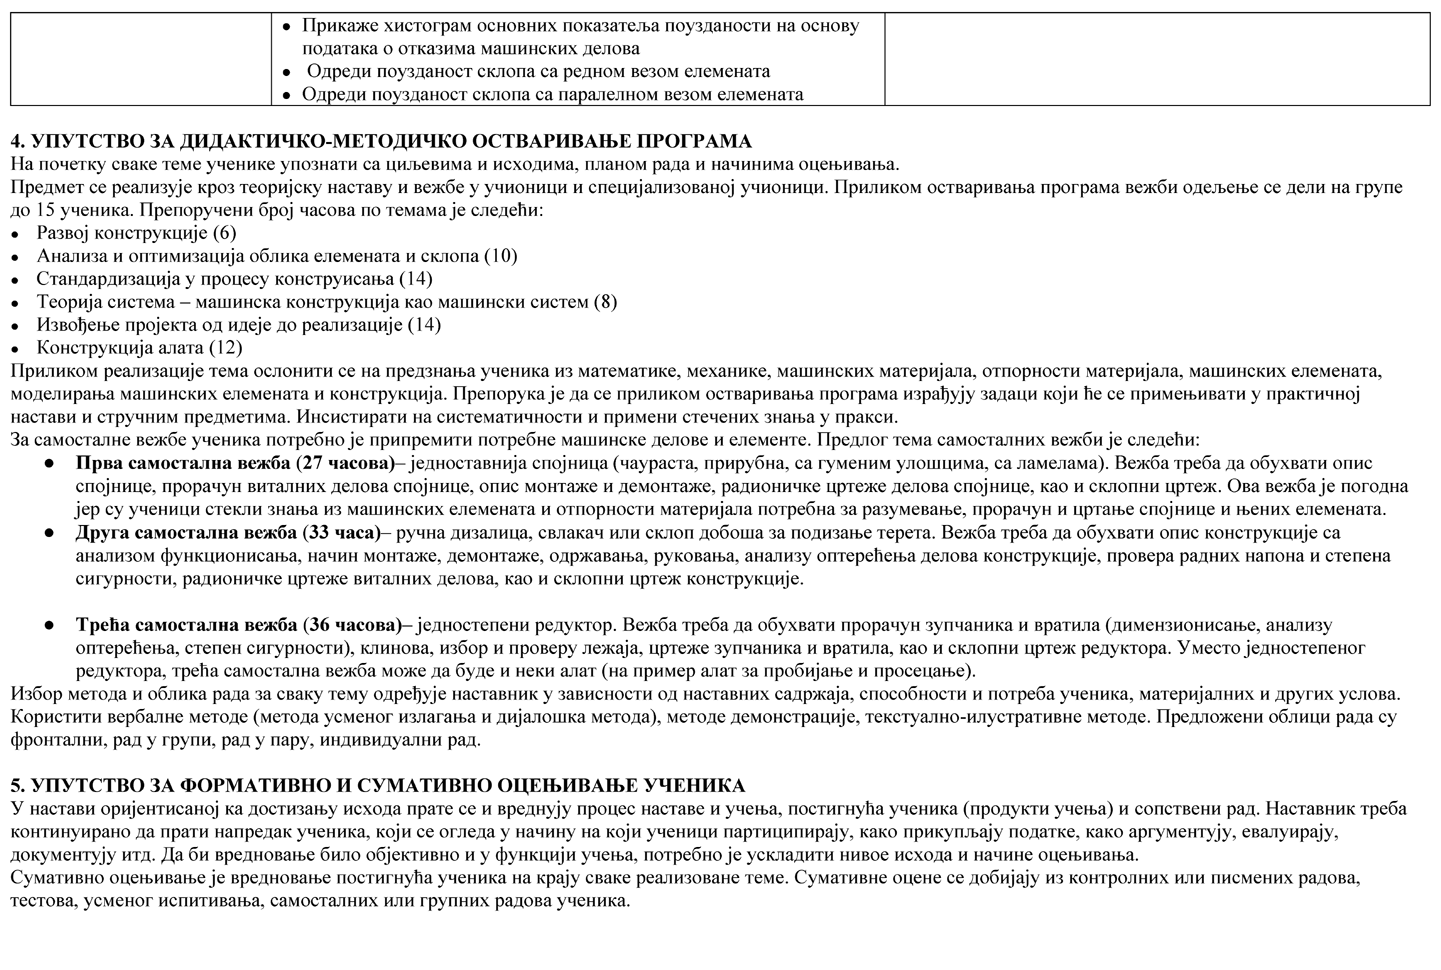 ● Прикаже хистограм основних показатеља поузданости на основу
података о отказима машинских делова
● Одреди поузданост склопа са редном везом елемената
● Одреди поузданост склопа са паралелном везом елемената
4. УПУТСТВО ЗА ДИДАКТИЧКО-МЕТОДИЧКО ОСТВАРИВАЊЕ ПРОГРАМА
На почетку сваке теме ученике упознати са циљевима и исходима, планом рада и начинима оцењивања.
Предмет се реализује кроз теоријску наставу и вежбе у учионици и специјализованој учионици. Приликом остваривања програма вежби одељење се дели на групе
до 15 ученика. Препоручени број часова по темама је следећи:
● Развој конструкције (6)
● Анализа и оптимизација облика елемената и склопа (10)
● Стандардизација у процесу конструисања (14)
● Теорија система – машинска конструкција као машински систем (8)
● Извођење пројекта од идеје до реализације (14)
● Конструкција алата (12)
Приликом реализације тема ослонити се на предзнања ученика из математике, механике, машинских материјала, отпорности материјала, машинских елемената,
моделирања машинских елемената и конструкција. Препорука је да се приликом остваривања програма израђују задаци који ће се примењивати у практичној
настави и стручним предметима. Инсистирати на систематичности и примени стечених знања у пракси.
За самосталне вежбе ученика потребно је припремити потребне машинске делове и елементе. Предлог тема самосталних вежби је следећи:
● Прва самостална вежба (27 часова)– једноставнија спојница (чаураста, прирубна, са гуменим улошцима, са ламелама). Вежба треба да обухвати опис
спојнице, прорачун виталних делова спојнице, опис монтаже и демонтаже, радионичке цртеже делова спојнице, као и склопни цртеж. Ова вежба је погодна
јер су ученици стекли знања из машинских елемената и отпорности материјала потребна за разумевање, прорачун и цртање спојнице и њених елемената.
● Друга самостална вежба (33 часа)– ручна дизалица, свлакач или склоп добоша за подизање терета. Вежба треба да обухвати опис конструкције са
анализом функционисања, начин монтаже, демонтаже, одржавања, руковања, анализу оптерећења делова конструкције, провера радних напона и степена
сигурности, радионичке цртеже виталних делова, као и склопни цртеж конструкције.
● Трећа самостална вежба (36 часова)– једностепени редуктор. Вежба треба да обухвати прорачун зупчаника и вратила (димензионисање, анализу
оптерећења, степен сигурности), клинова, избор и проверу лежаја, цртеже зупчаника и вратила, као и склопни цртеж редуктора. Уместо једностепеног
редуктора, трећа самостална вежба може да буде и неки алат (на пример алат за пробијање и просецање).
Избор метода и облика рада за сваку тему одређује наставник у зависности од наставних садржаја, способности и потреба ученика, материјалних и других услова.
Користити вербалне методе (метода усменог излагања и дијалошка метода), методе демонстрације, текстуално-илустративне методе. Предложени облици рада су
фронтални, рад у групи, рад у пару, индивидуални рад.
5. УПУТСТВО ЗА ФОРМАТИВНО И СУМАТИВНО ОЦЕЊИВАЊЕ УЧЕНИКА
У настави оријентисаној ка достизању исхода прате се и вреднују процес наставе и учења, постигнућа ученика (продукти учења) и сопствени рад. Наставник треба
континуирано да прати напредак ученика, који се огледа у начину на који ученици партиципирају, како прикупљају податке, како аргументују, евалуирају,
документују итд. Да би вредновање било објективно и у функцији учења, потребно је ускладити нивое исхода и начине оцењивања.
Сумативно оцењивање је вредновање постигнућа ученика на крају сваке реализоване теме. Сумативне оцене се добијају из контролних или писмених радова,
тестова, усменог испитивања, самосталних или групних радова ученика.